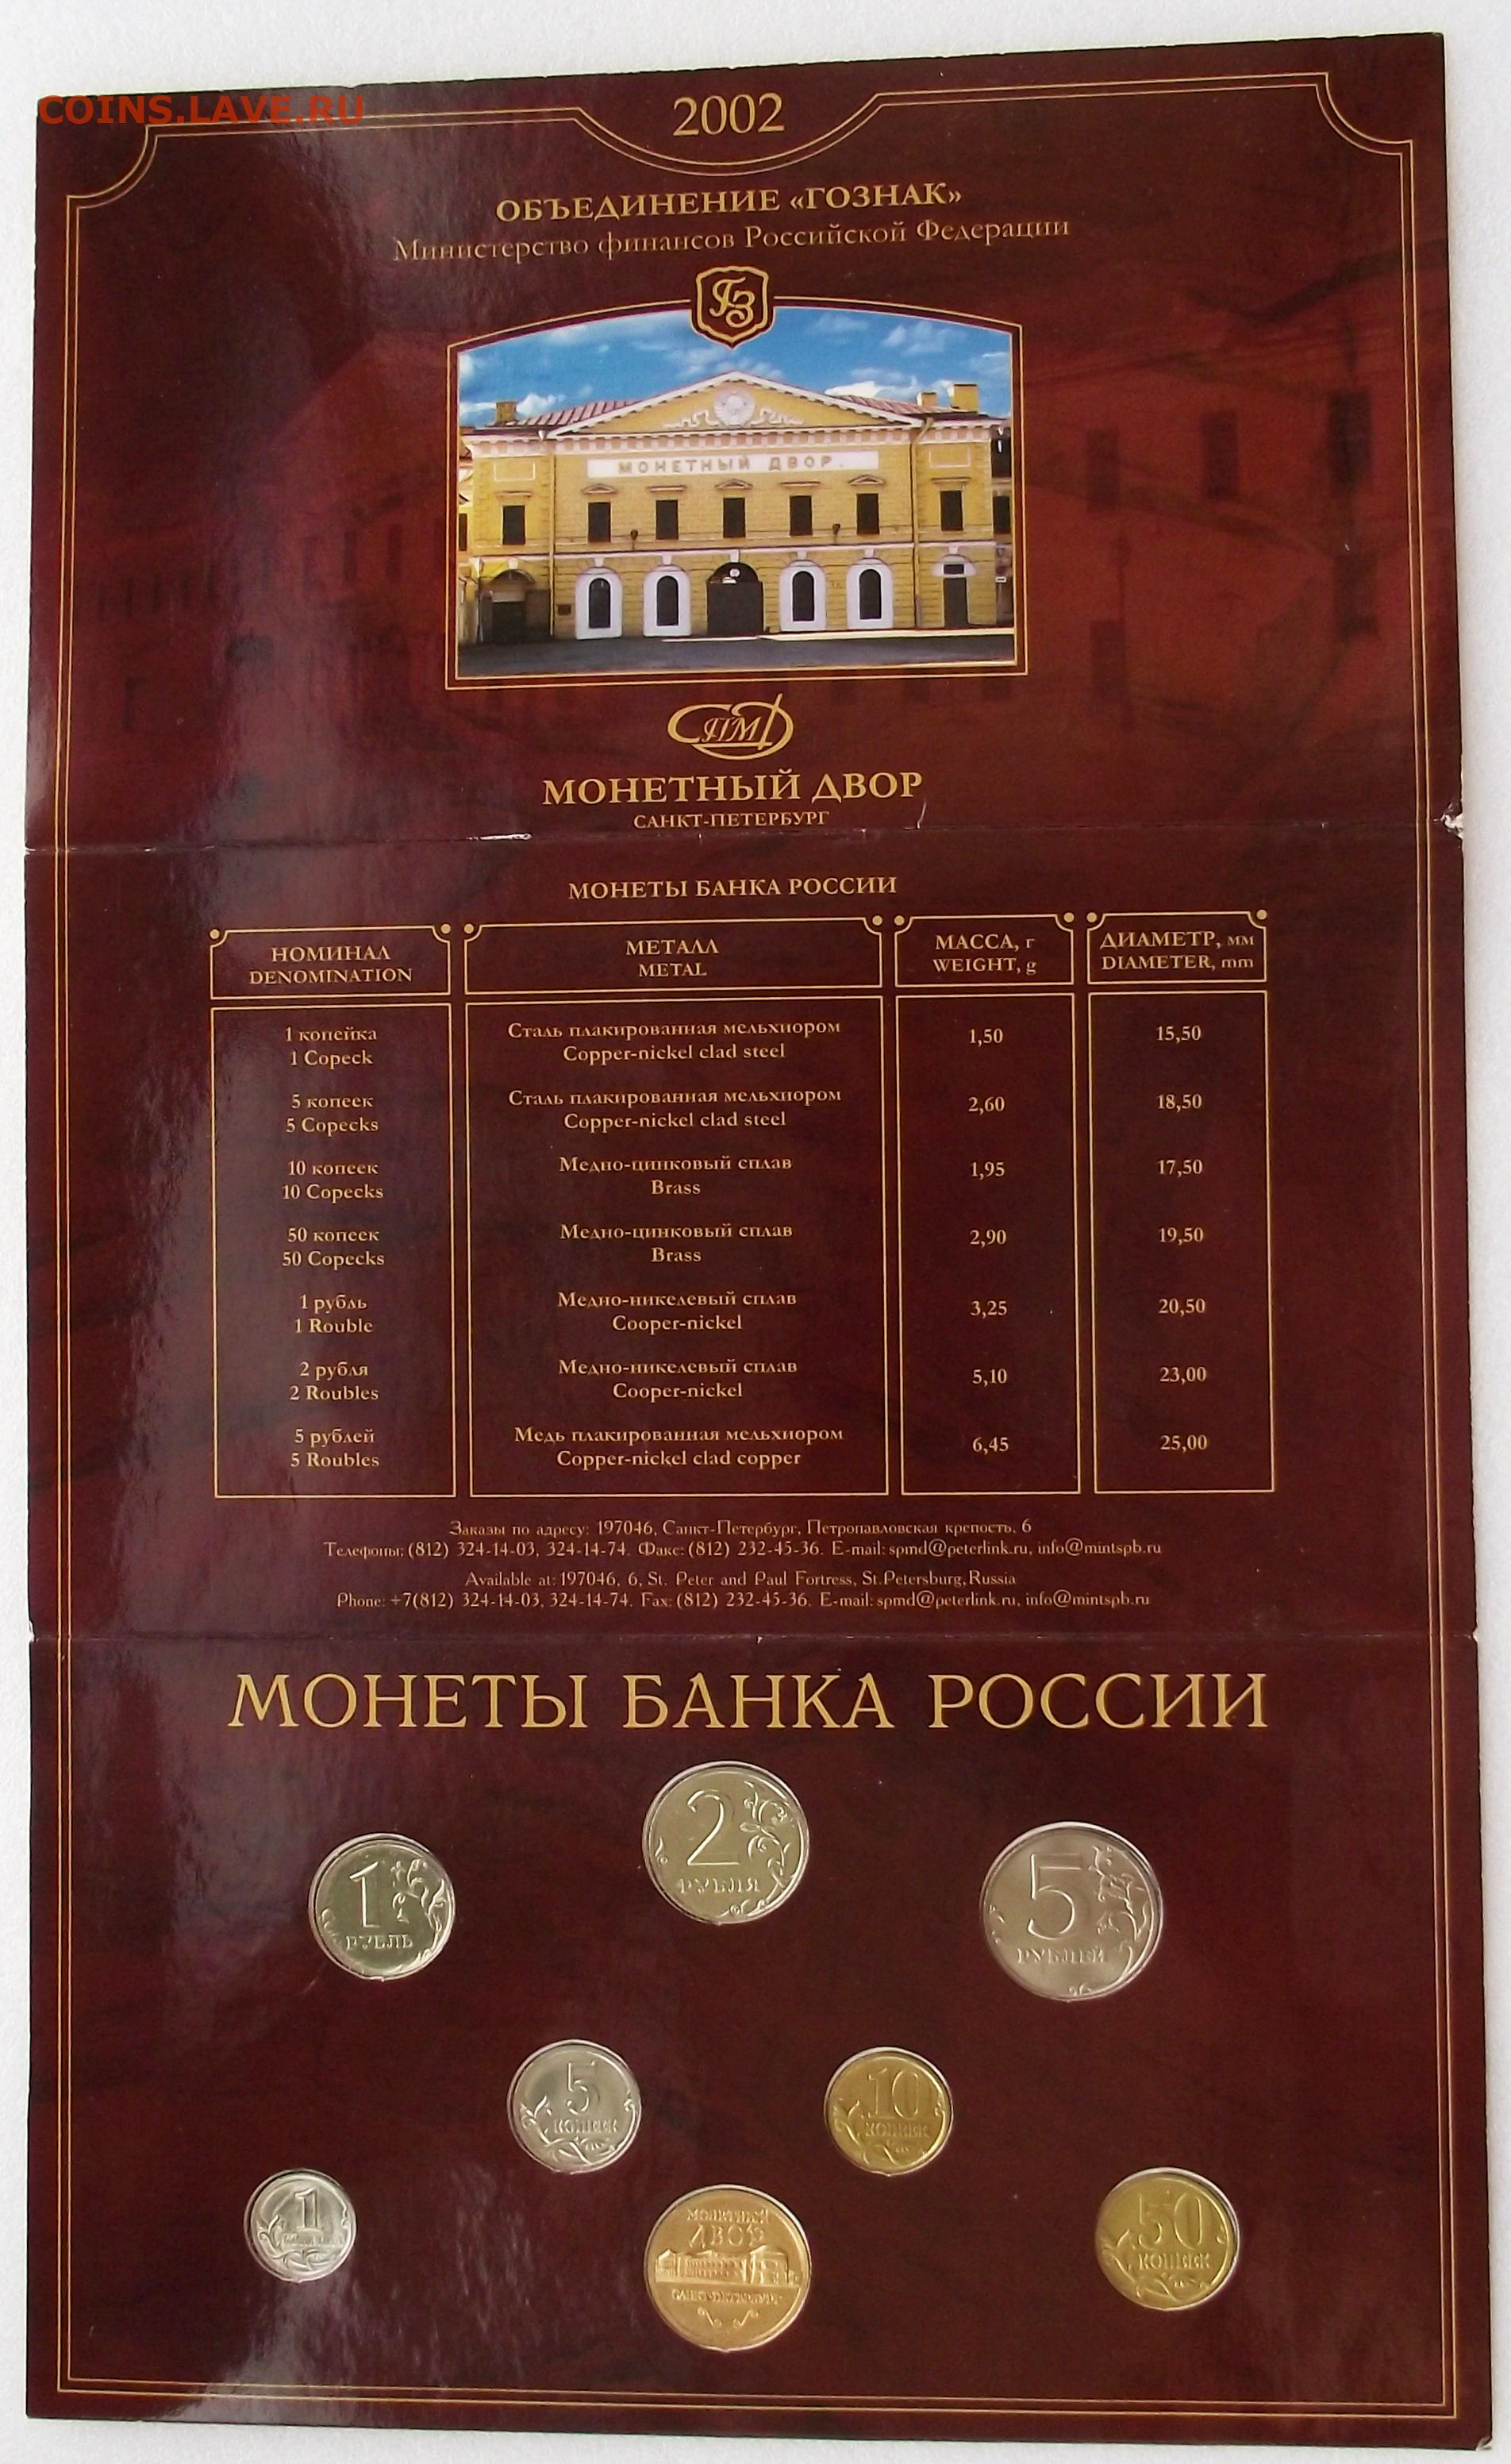 COINS.LAVE.RU
2002
ОБЪЕДИНЕНИЕ «ГОЗНАК»
Министерство финансов Российской Федерации
ГЗ
МОНЕТНЫЙ ДВОР.
СПМД
МОНЕТНЫЙ ДВОР
САНКТ-ПЕТЕРБУРГ
МОНЕТЫ БАНКА РОССИИ
НОМИНАЛ
DENOMINATION
МЕТАЛЛ
METAL
МАССА, г
WEIGHT, g
ДИАМЕТР, мм
DIAMETER, mm
1 копейка
1 Copeck
Сталь плакированная мельхиором
Copper-nickel clad steel
1,50
15,50
5 копеек
5 Copecks
Сталь плакированная мельхиором
Copper-nickel clad steel
2,60
18,50
10 копеек
10 Copecks
Медно-цинковый сплав
Brass
1,95
17,50
50 копеек
50 Copecks
Медно-цинковый сплав
Brass
2,90
19,50
1 рубль
1 Rouble
Медно-никелевый сплав
Cooper-nickel
3,25
20,50
2 рубля
2 Roubles
Медно-никелевый сплав
Cooper-nickel
5,10
23,00
5 рублей
5 Roubles
Медь плакированная мельхиором
Copper-nickel clad copper
6,45
25,00
Заказы по адресу: 197046, Санкт-Петербург, Петропавловская крепость, 6
Телефоны: (812) 324-14-03, 324-14-74. Факс: (812) 232-45-36. E-mail: spmd@peterlink.ru, info@mintspb.ru
Available at: 197046, 6, St. Peter and Paul Fortress, St.Petersburg, Russia
Phone: +7(812) 324-14-03, 324-14-74. Fax: (812) 232-45-36. E-mail: spmd@peterlink.ru, info@mintspb.ru
МОНЕТЫ БАНКА РОССИИ
1
РУБЛЬ
2
РУБЛЯ
5
РУБЛЕЙ
5
КОПЕЕК
10
КОПЕЕК
1
КОПЕЙКА
МОНЕТНЫЙ
ДВОР
САНКТ-ПЕТЕРБУРГ
50
КОПЕЕК